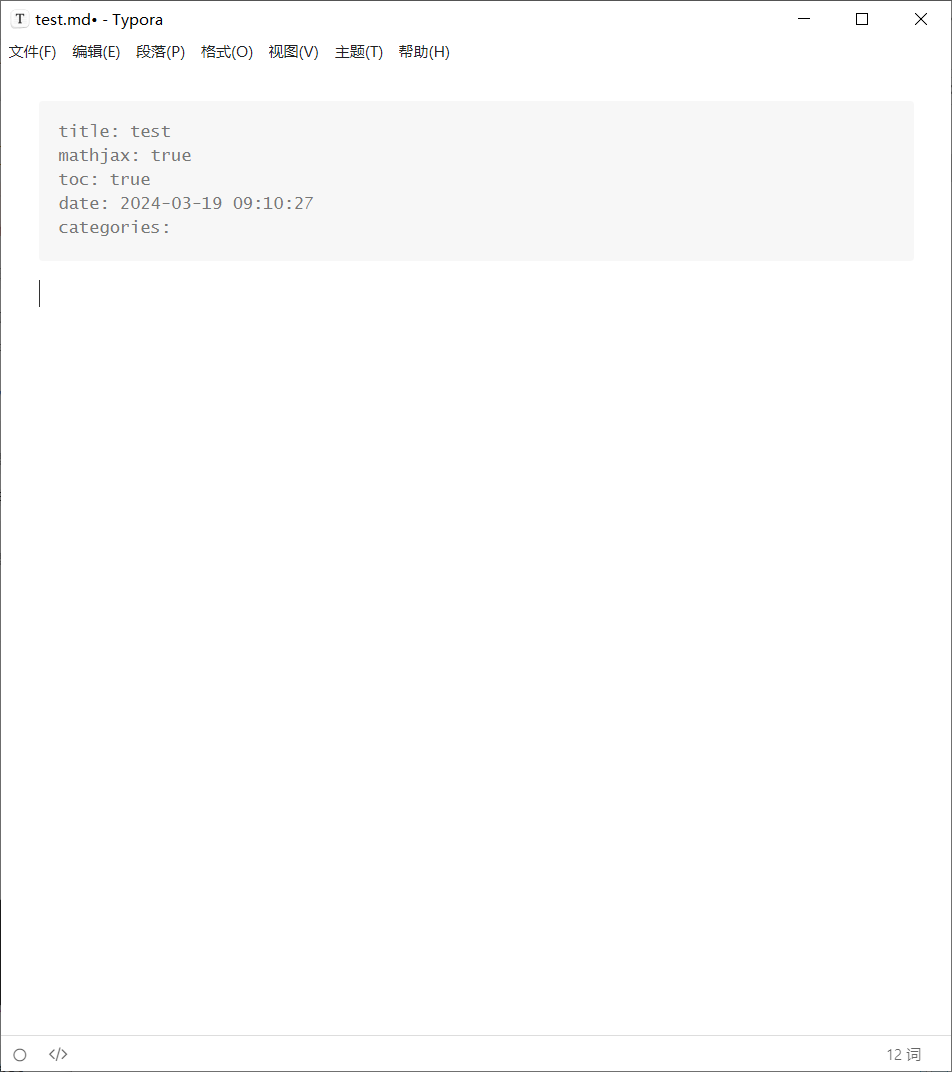 T test.md• - Typora
文件(F) 编辑(E) 段落(P) 格式(O) 视图(V) 主题(T) 帮助(H)
title: test
mathjax: true
toc: true
date: 2024-03-19 09:10:27
categories:
</> 12 词